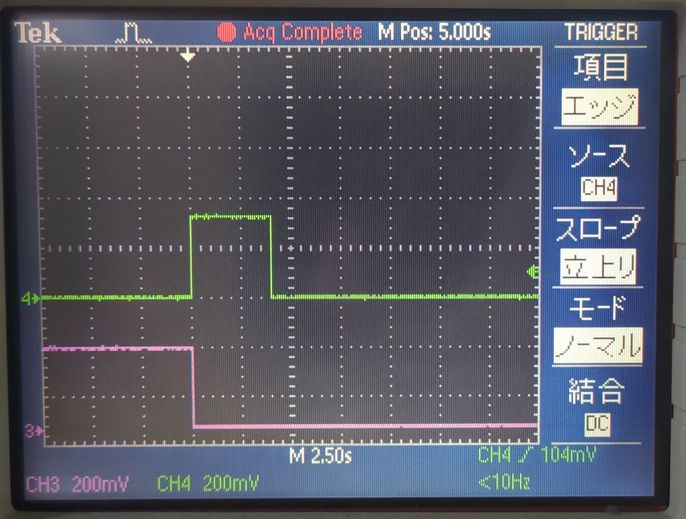 Tek Acq Complete M Pos: 5.000s TRIGGER
項目
エッジ
ソース
CH4
スロープ
立上り
モード
ノーマル
結合
DC
4
3
M 2.50s
CH4 104mV
CH3 200mV CH4 200mV <10Hz